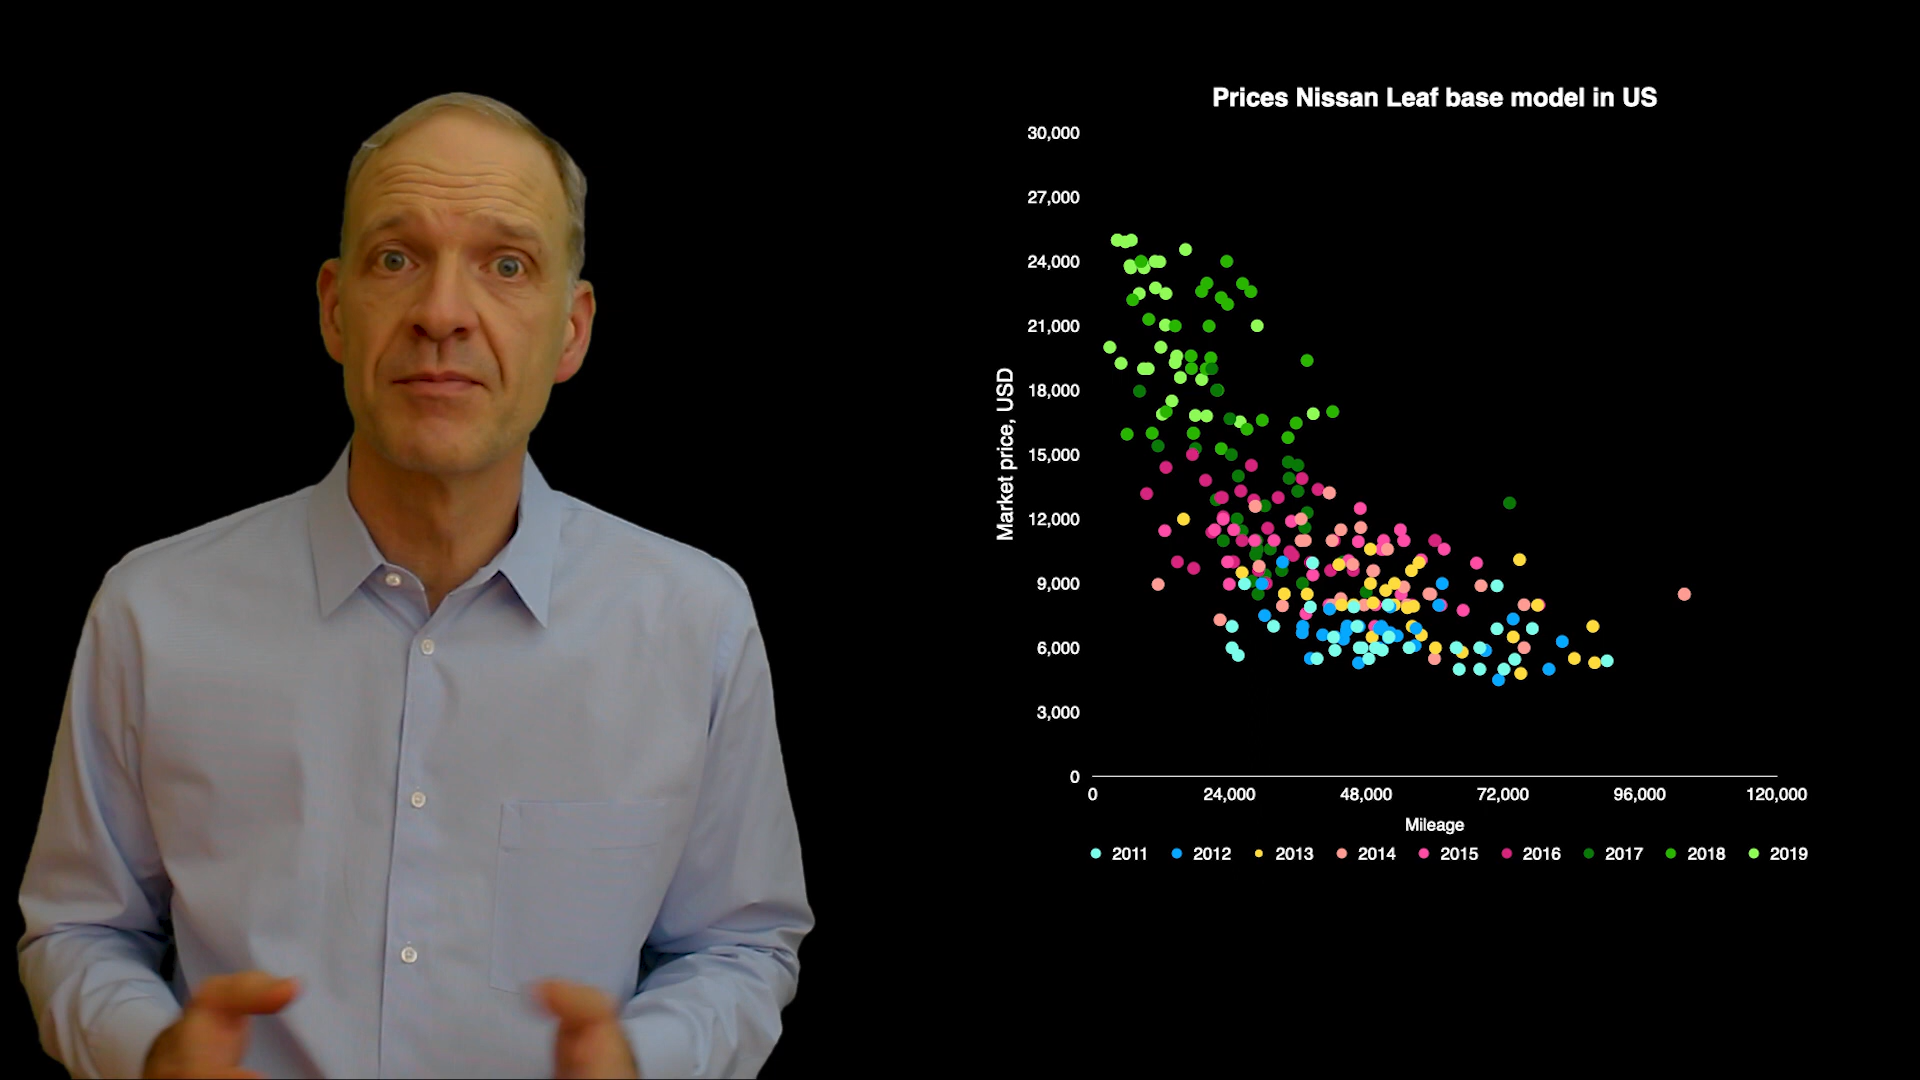 Prices Nissan Leaf base model in US
30,000
27,000
24,000
21,000
18,000
15,000
12,000
9,000
6,000
3,000
0
Market price, USD
0 24,000 48,000 72,000 96,000 120,000
Mileage
2011 2012 2013 2014 2015 2016 2017 2018 2019